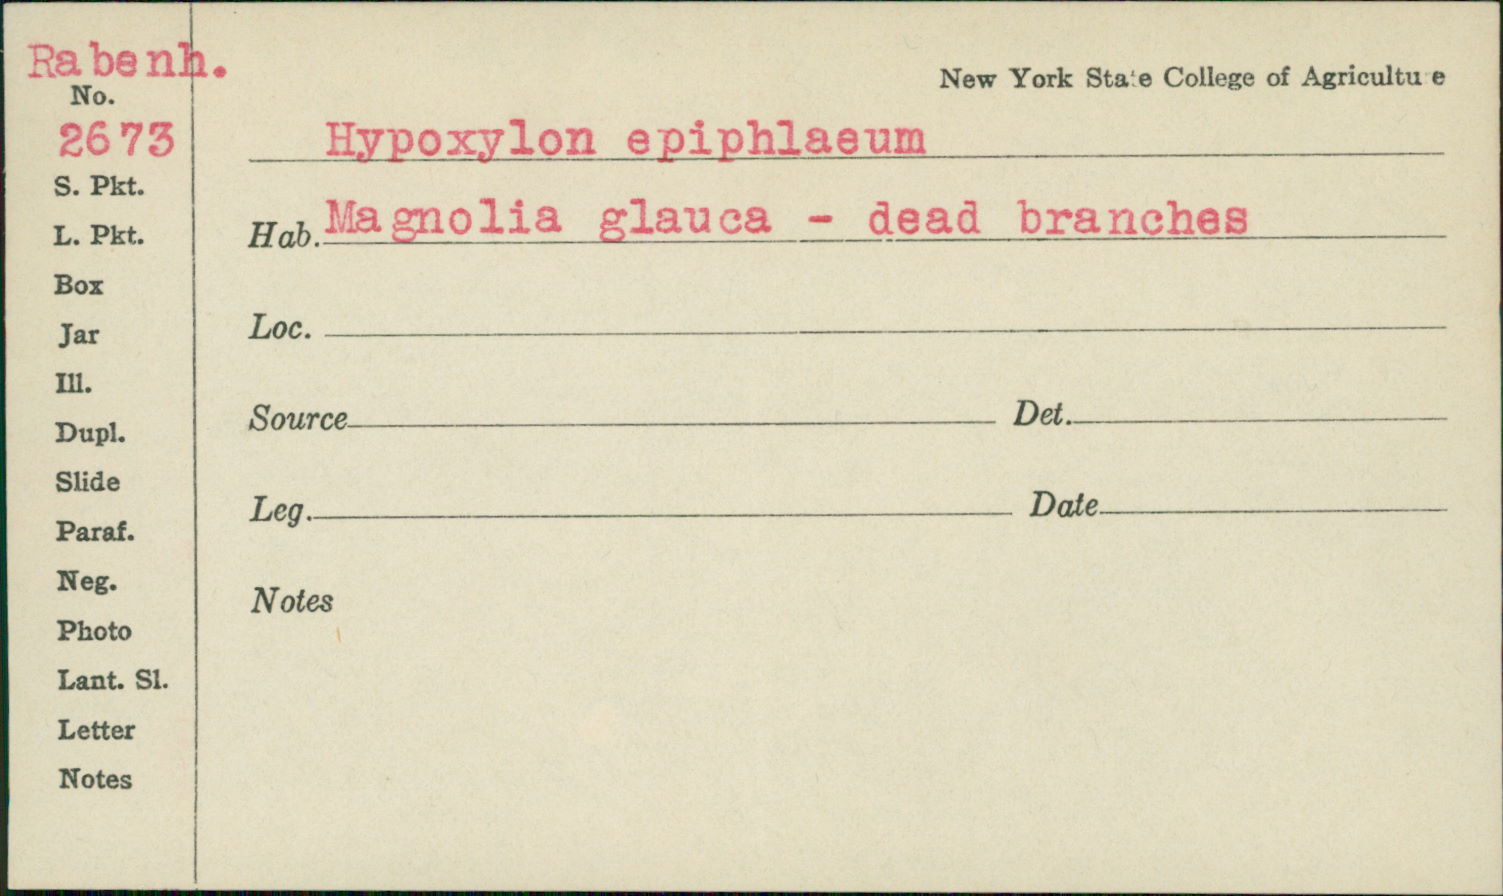 Rabenh.
New York State College of Agriculture
No.
2673
Hypoxylon epiphlaeum
S. Pkt.
Hab. Magnolia glauca - dead branches
L. Pkt.
Box
Loc.
Jar
Ill.
Source Det.
Dupl.
Slide
Leg. Date
Paraf.
Neg.
Notes
Photo
Lant. Sl.
Letter
Notes